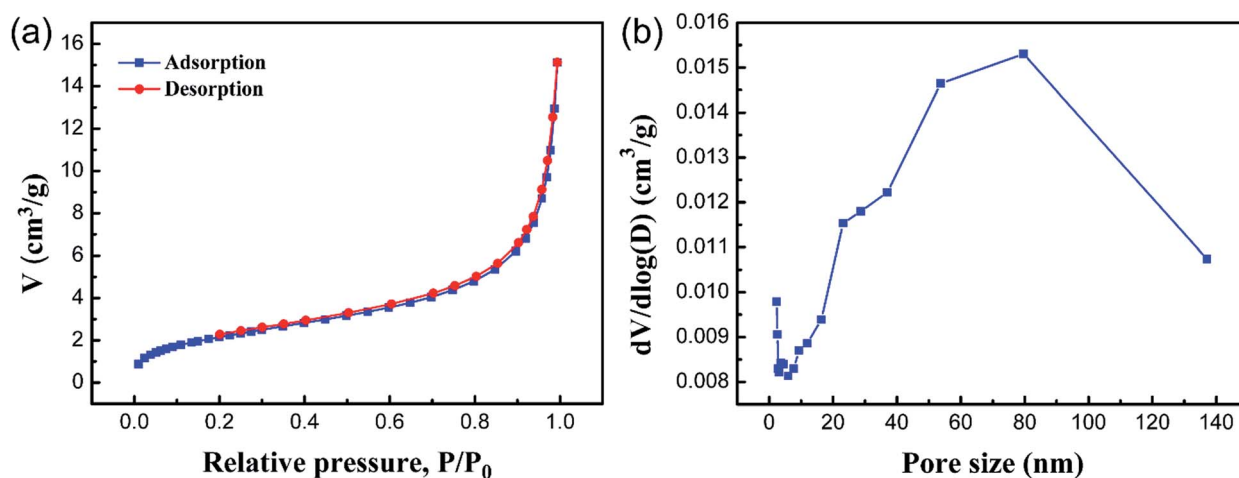 (a)
Adsorption
Desorption
V (cm³/g)
16
14
12
10
8
6
4
2
0
0.0 0.2 0.4 0.6 0.8 1.0
Relative pressure, P/P₀
(b)
dV/dlog(D) (cm³/g)
0.016
0.015
0.014
0.013
0.012
0.011
0.010
0.009
0.008
0 20 40 60 80 100 120 140
Pore size (nm)